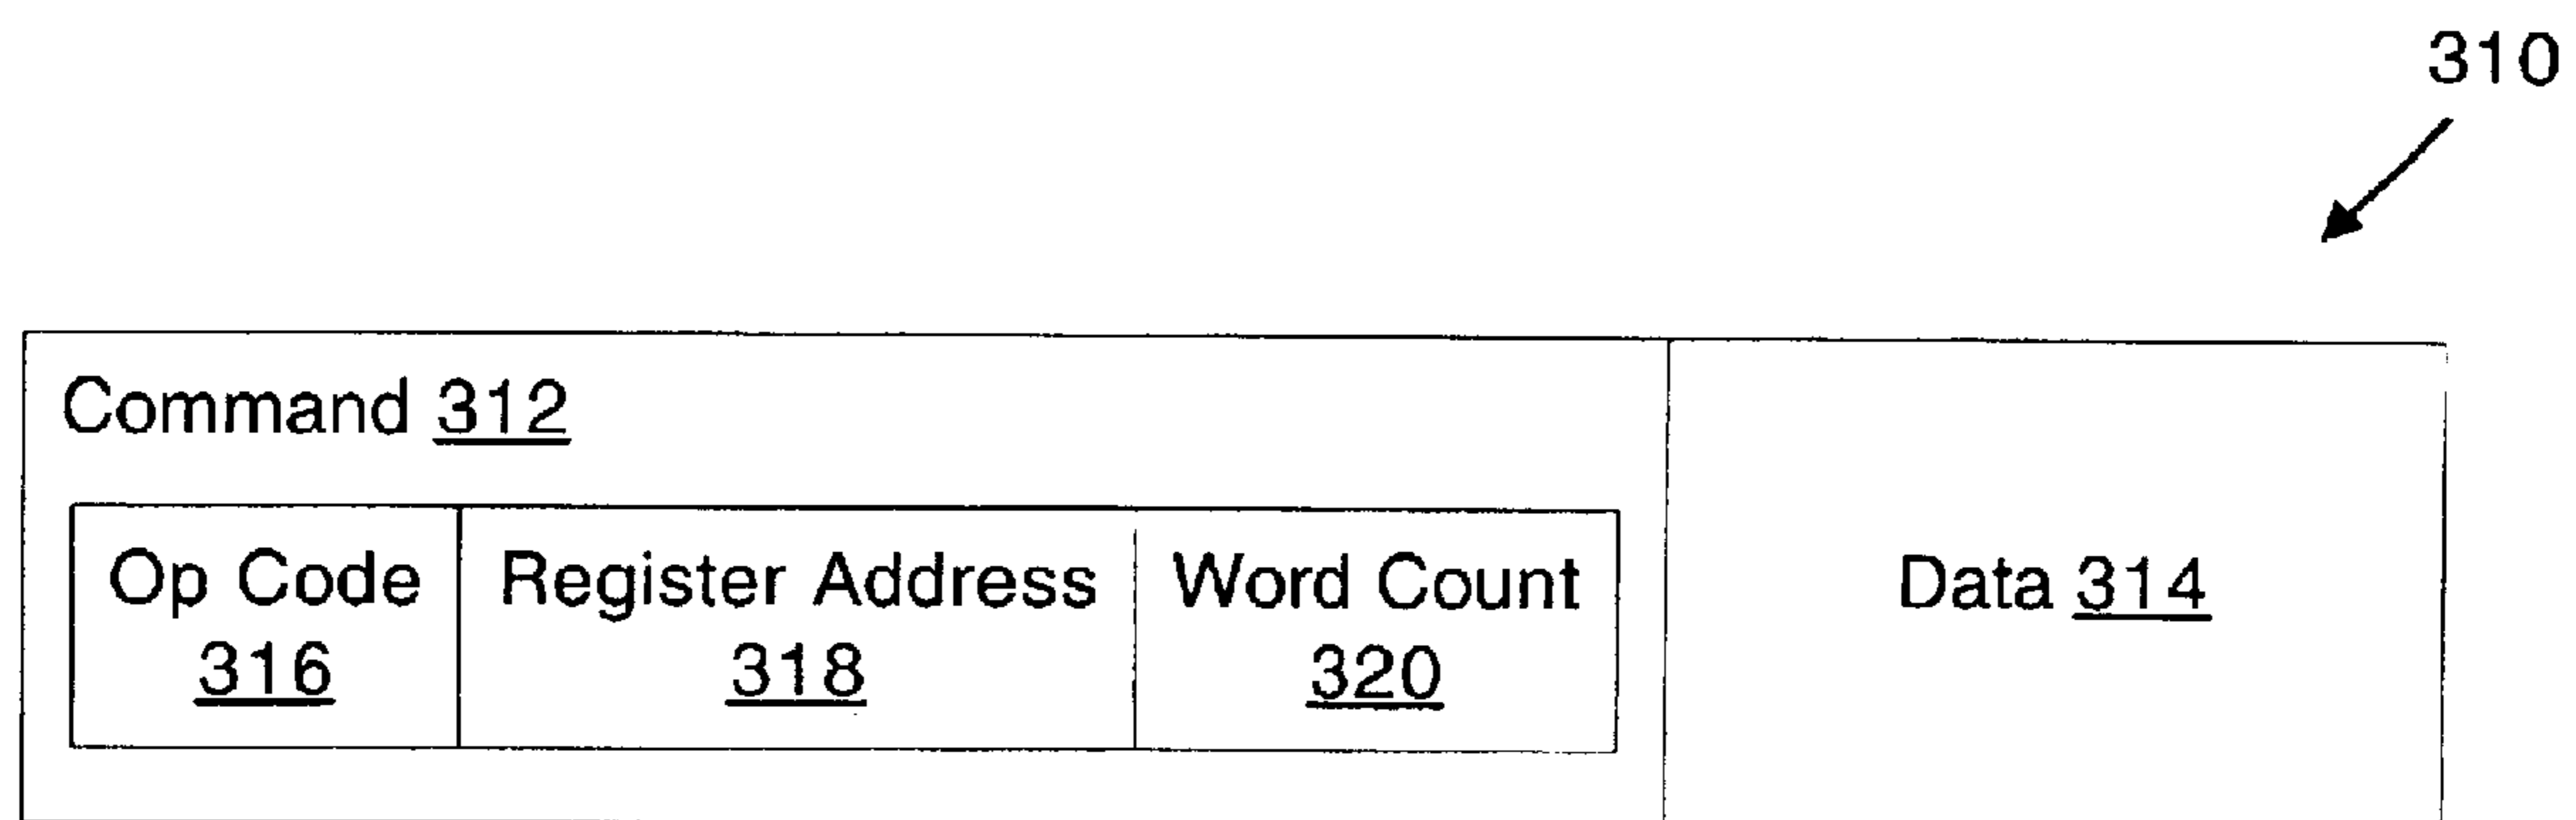 310
Command 312
Op Code
316
Register Address
318
Word Count
320
Data 314